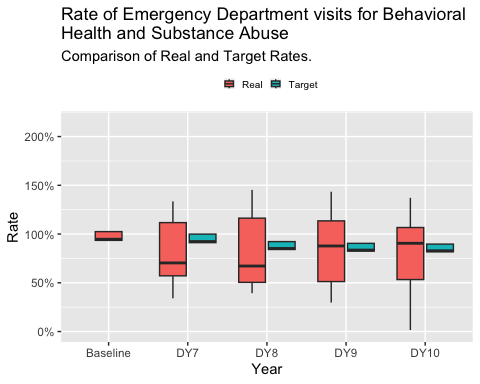 Rate of Emergency Department visits for Behavioral
Health and Substance Abuse
Comparison of Real and Target Rates.
Real Target
200%
150%
100%
50%
0%
Rate
Baseline DY7 DY8 DY9 DY10
Year